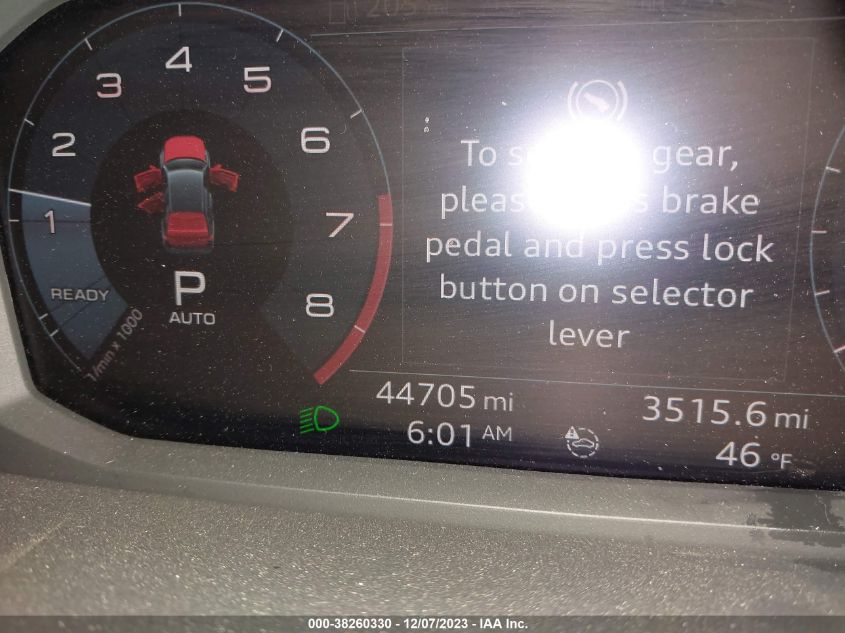 205
4
3
5
2
6
1
7
READY
P
8
AUTO
1/min x 1000
To gear,
brake
pedal and press lock
button on selector
lever
44705 mi
3515.6 mi
6:01 AM
46 °F
000-38260330 - 12/07/2023 - IAA Inc.